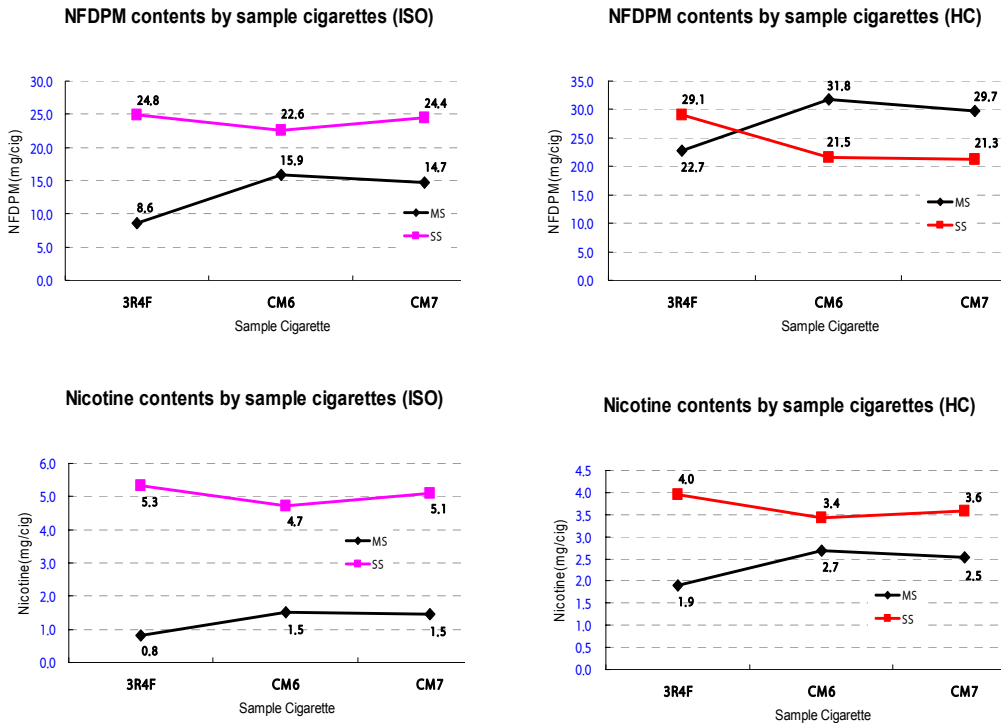 NFDPM contents by sample cigarettes (ISO)
30.0
25.0
20.0
15.0
10.0
5.0
0.0
NFDPM(mg/cig)
24.8
22.6
24.4
8.6
15.9
14.7
MS
SS
3R4F
CM6
CM7
Sample Cigarette
NFDPM contents by sample cigarettes (HC)
35.0
30.0
25.0
20.0
15.0
10.0
5.0
0.0
NFDPM(mg/cig)
29.1
31.8
29.7
22.7
21.5
21.3
MS
SS
3R4F
CM6
CM7
Sample Cigarette
Nicotine contents by sample cigarettes (ISO)
6.0
5.0
4.0
3.0
2.0
1.0
0.0
Nicotine(mg/cig)
5.3
4.7
5.1
MS
SS
0.8
1.5
1.5
3R4F
CM6
CM7
Sample Cigarette
Nicotine contents by sample cigarettes (HC)
4.5
4.0
3.5
3.0
2.5
2.0
1.5
1.0
0.5
0.0
Nicotine(mg/cig)
4.0
3.4
3.6
1.9
2.7
2.5
MS
SS
3R4F
CM6
CM7
Sample Cigarette